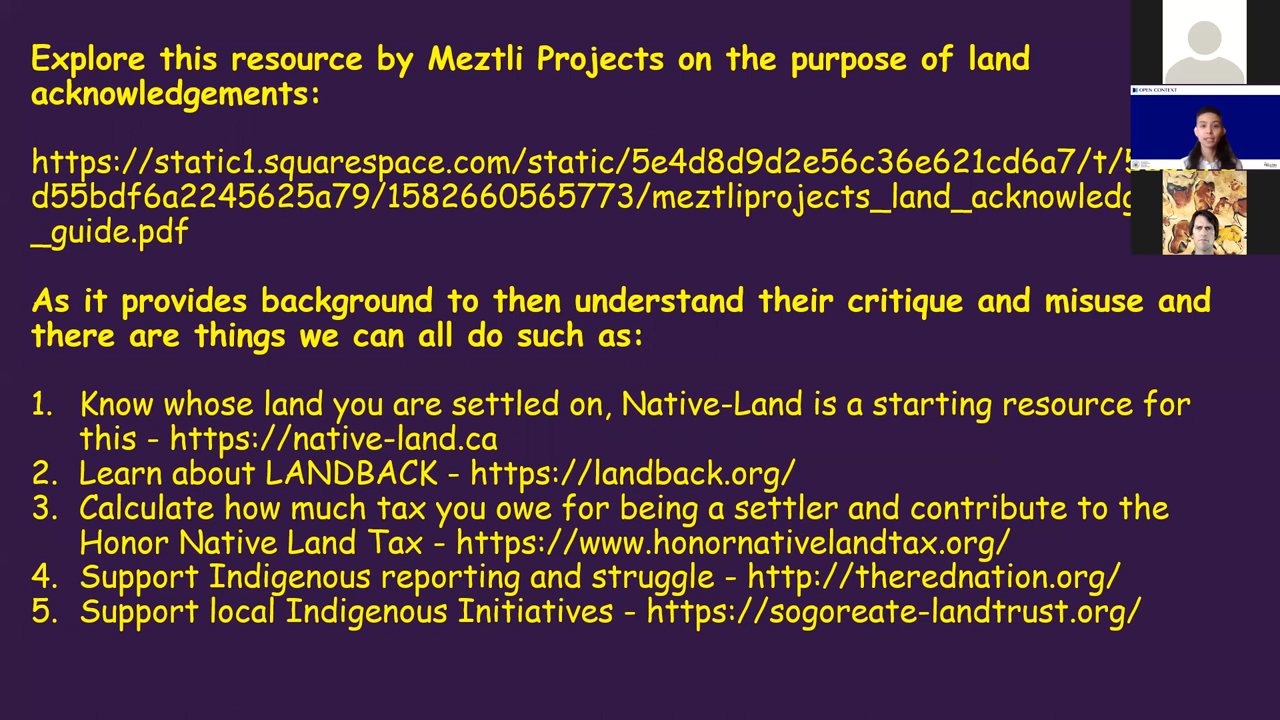 Explore this resource by Meztli Projects on the purpose of land
acknowledgements:
https://static1.squarespace.com/static/5e4d8d9d2e56c36e621cd6a7/t/5
d55bdf6a2245625a79/1582660565773/meztliprojects_land_acknowledg
_guide.pdf
As it provides background to then understand their critique and misuse and
there are things we can all do such as:
1. Know whose land you are settled on, Native-Land is a starting resource for
this - https://native-land.ca
2. Learn about LANDBACK - https://landback.org/
3. Calculate how much tax you owe for being a settler and contribute to the
Honor Native Land Tax - https://www.honornativelandtax.org/
4. Support Indigenous reporting and struggle - http://therednation.org/
5. Support local Indigenous Initiatives - https://sogoreate-landtrust.org/
OPEN CONTEXT